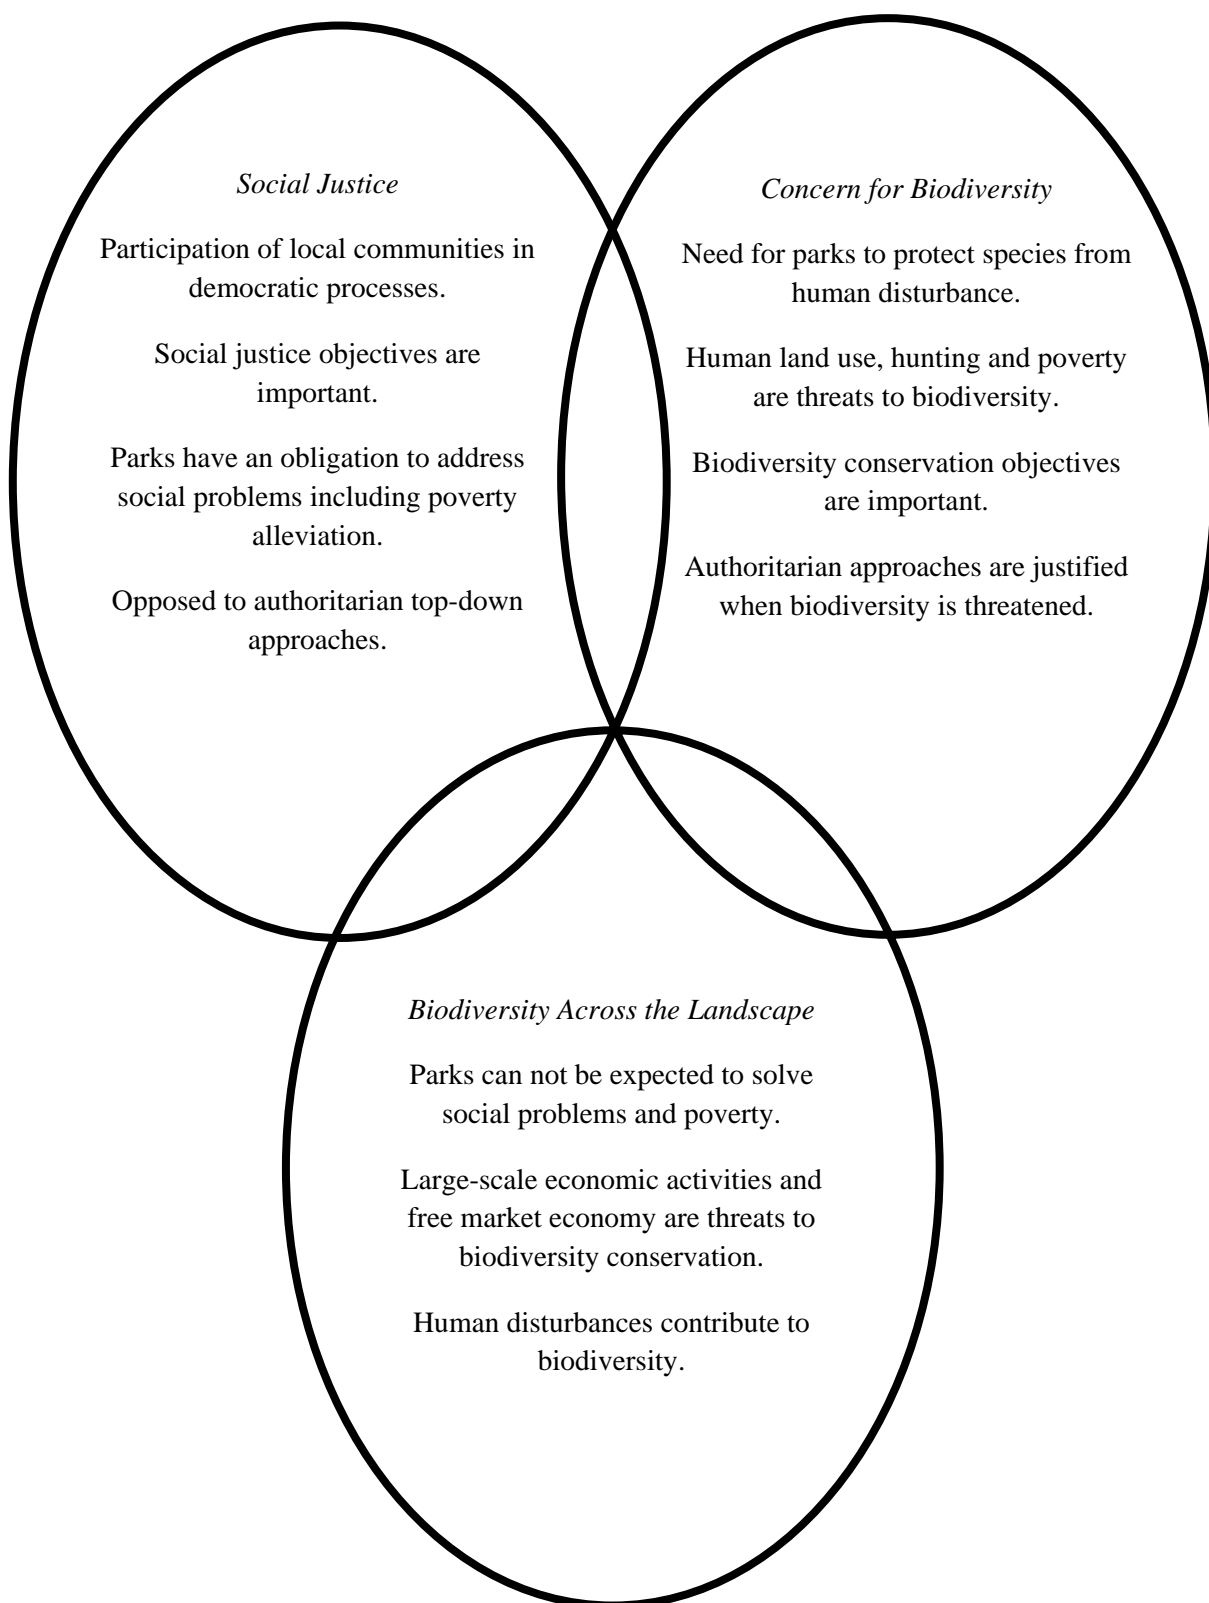 Social Justice
Participation of local communities in
democratic processes.
Social justice objectives are
important.
Parks have an obligation to address
social problems including poverty
alleviation.
Opposed to authoritarian top-down
approaches.
Concern for Biodiversity
Need for parks to protect species from
human disturbance.
Human land use, hunting and poverty
are threats to biodiversity.
Biodiversity conservation objectives
are important.
Authoritarian approaches are justified
when biodiversity is threatened.
Biodiversity Across the Landscape
Parks can not be expected to solve
social problems and poverty.
Large-scale economic activities and
free market economy are threats to
biodiversity conservation.
Human disturbances contribute to
biodiversity.